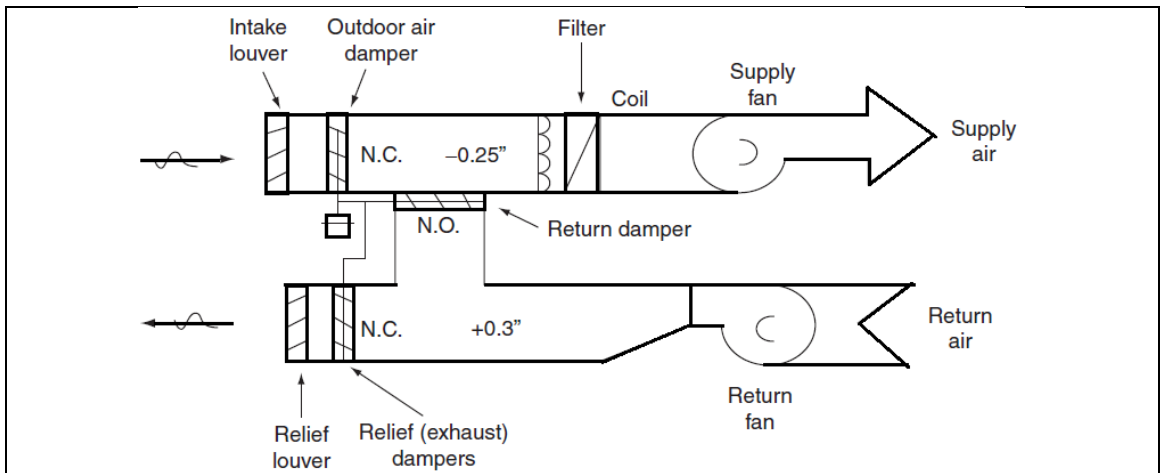 Intake
louver
Outdoor air
damper
Filter
Coil
Supply
fan
Supply
air
N.C.
−0.25”
N.O.
Return damper
N.C.
+0.3”
Return
air
Return
fan
Relief
louver
Relief (exhaust)
dampers